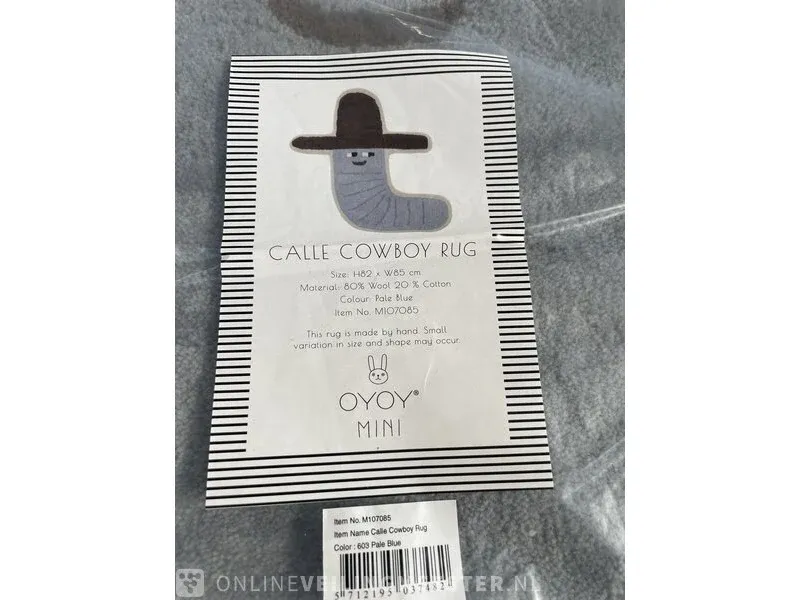 CALLE COWBOY RUG
Size: H82 x W85 cm
Material: 80% Wool 20 % Cotton
Colour: Pale Blue
Item No. M107085
This rug is made by hand. Small
variation in size and shape may occur.
OYOY®
MINI
Item No. M107085
Item Name Calle Cowboy Rug
Color : 603 Pale Blue
5 712195 037482
ONLINEVEILINGMEESTER.NL